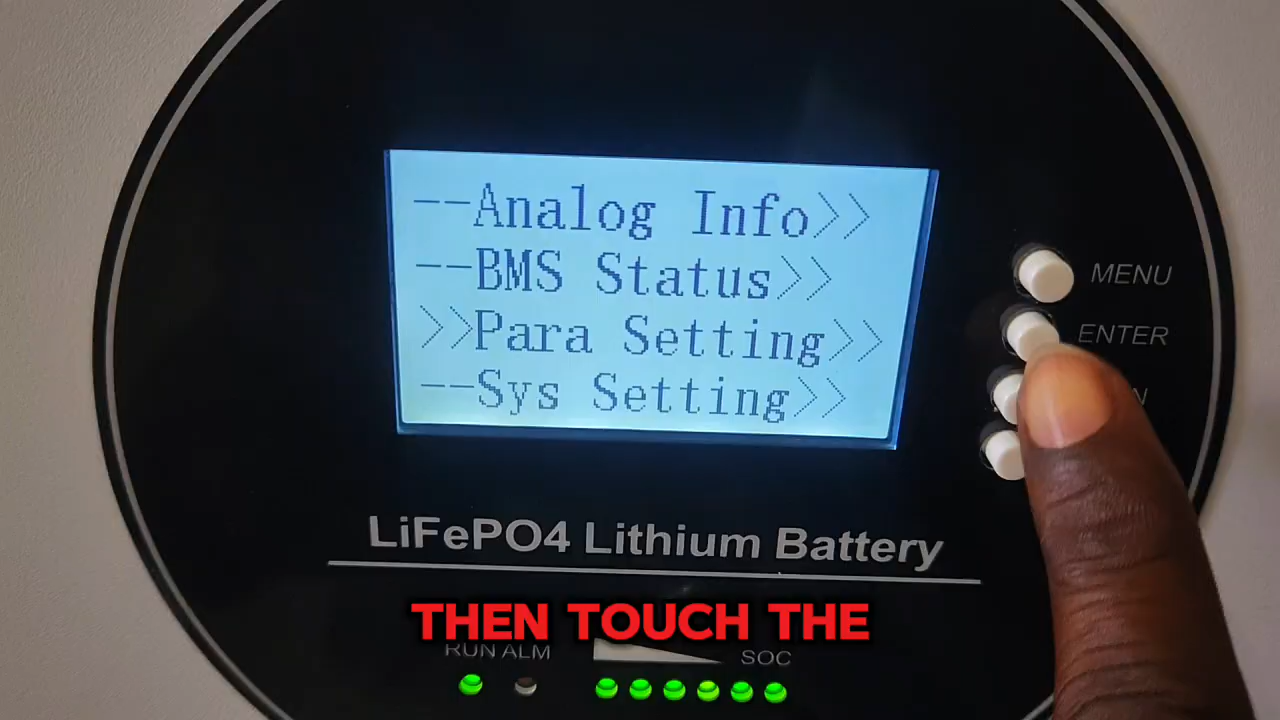 --Analog Info>>
--BMS Status>>
>>Para Setting>>
--Sys Setting>>
MENU
ENTER
LiFePO4 Lithium Battery
THEN TOUCH THE
RUN ALM
SOC